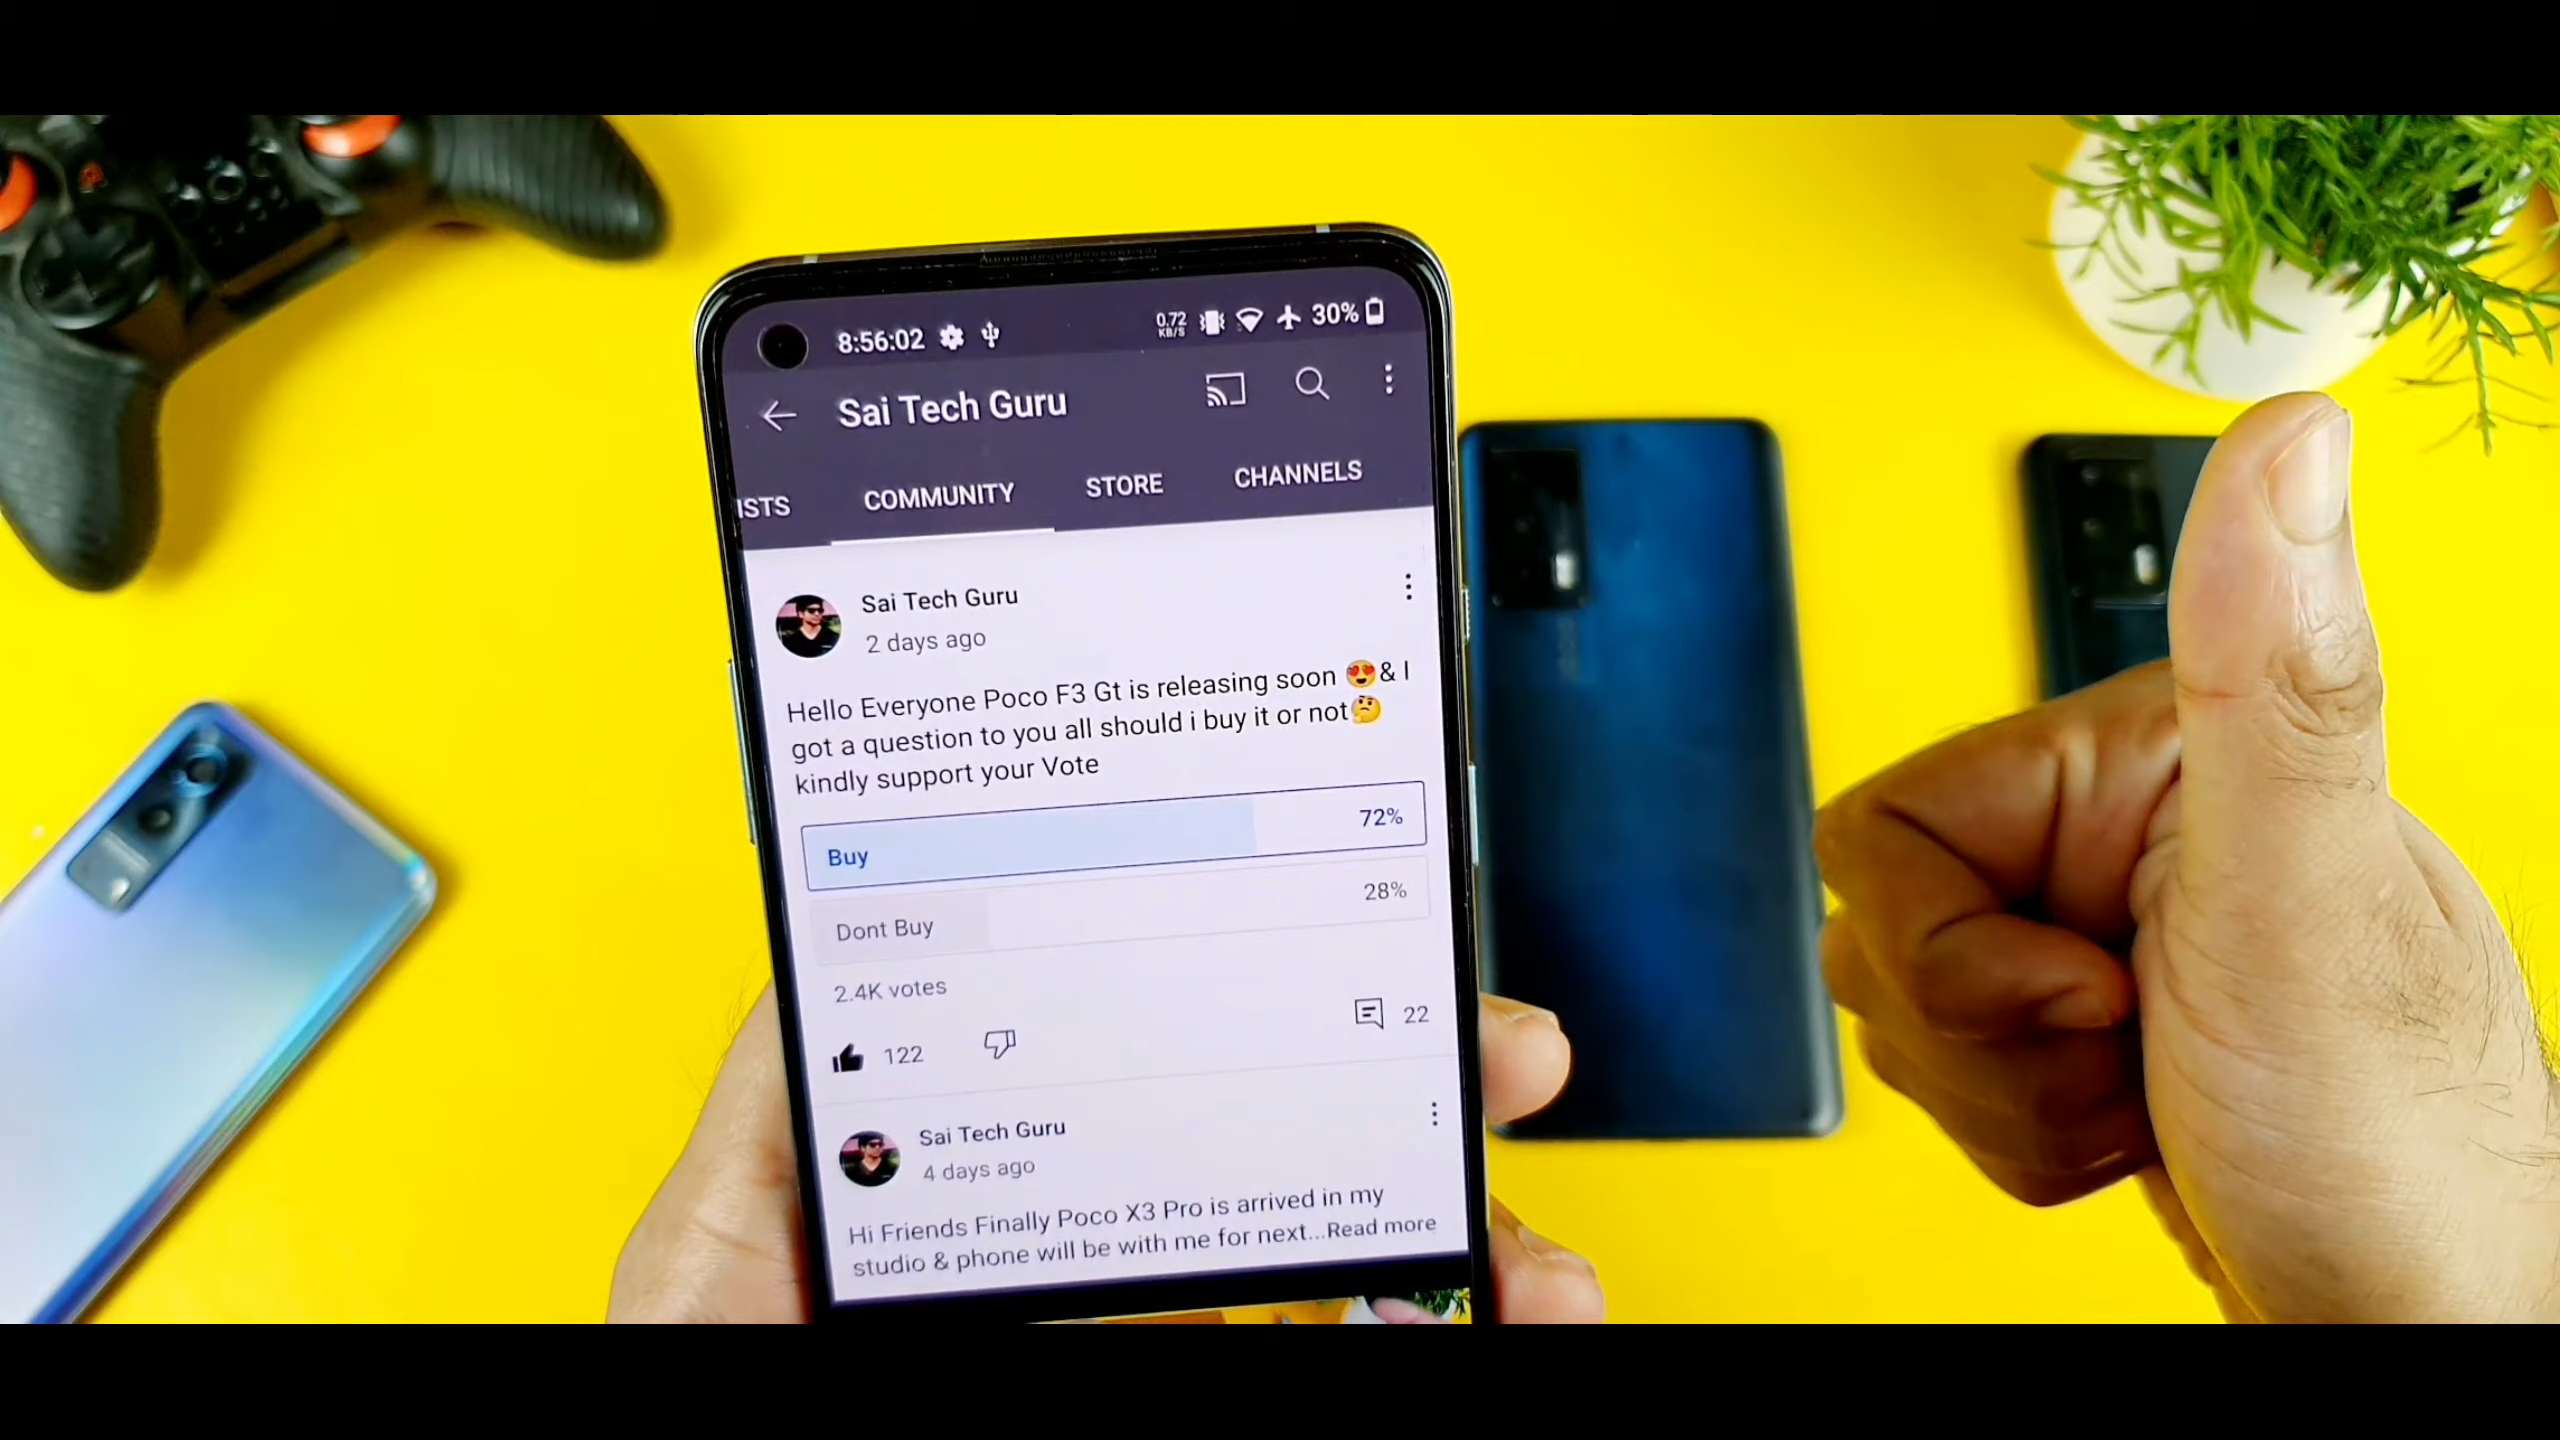 8:56:02 0.72 KB/S 30%
Sai Tech Guru
ISTS COMMUNITY STORE CHANNELS
Sai Tech Guru
2 days ago
Hello Everyone Poco F3 Gt is releasing soon 😍& I
got a question to you all should i buy it or not🤔
kindly support your Vote
Buy 72%
Dont Buy 28%
2.4K votes
122 22
Sai Tech Guru
4 days ago
Hi Friends Finally Poco X3 Pro is arrived in my
studio & phone will be with me for next...Read more